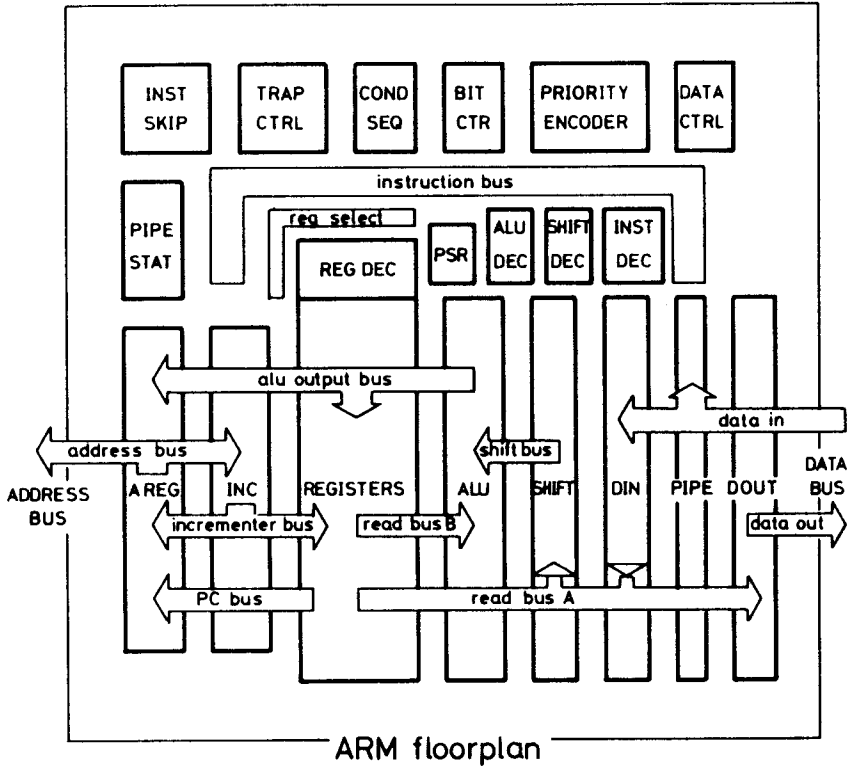 INST
SKIP
TRAP
CTRL
COND
SEQ
BIT
CTR
PRIORITY
ENCODER
DATA
CTRL
instruction bus
PIPE
STAT
reg select
REG DEC
PSR
ALU
DEC
SHIFT
DEC
INST
DEC
alu output bus
data in
address bus
shift bus
ADDRESS
BUS
A REG
INC
REGISTERS
ALU
SHIFT
DIN
PIPE
DOUT
DATA
BUS
incrementer bus
read bus B
data out
PC bus
read bus A
ARM floorplan